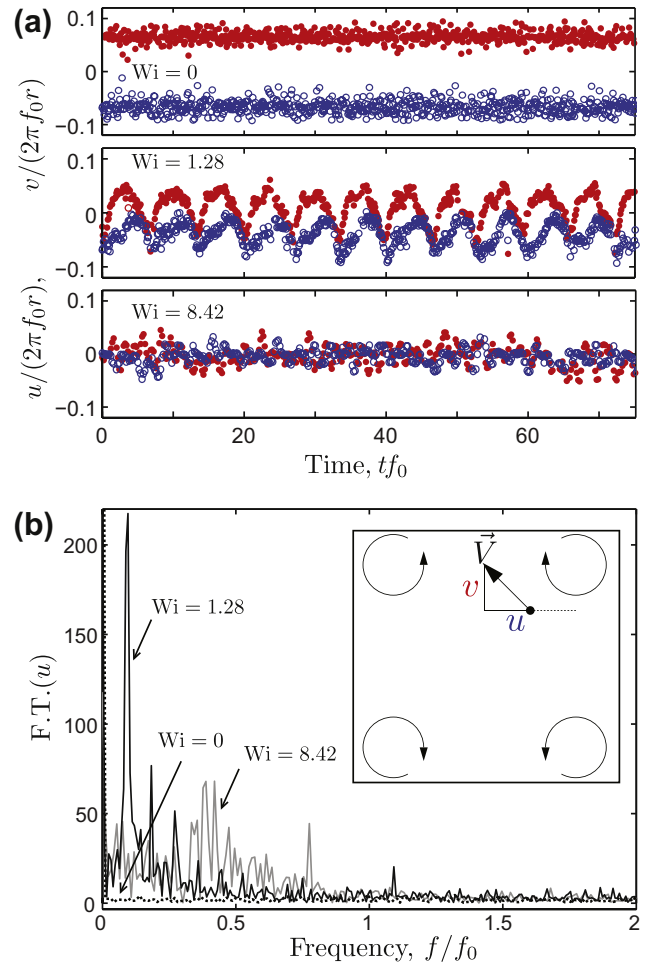 (a)
u/(2πf₀r), v/(2πf₀r)
0.1
0
−0.1
Wi = 0
0.1
0
−0.1
Wi = 1.28
0.1
0
−0.1
Wi = 8.42
0 20 40 60
Time, tf₀
(b)
F.T.(u)
200
150
100
50
0
Wi = 1.28
Wi = 0
Wi = 8.42
V
v
u
0 0.5 1 1.5 2
Frequency, f/f₀